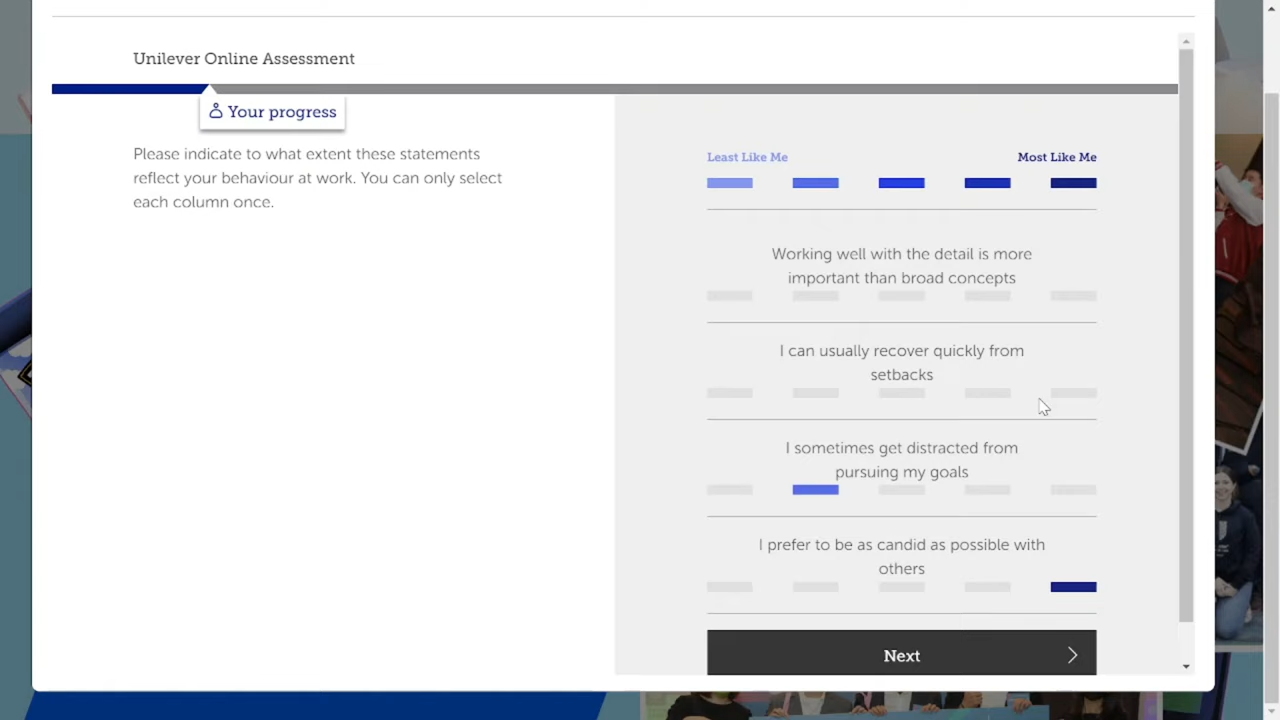 Unilever Online Assessment
Your progress
Please indicate to what extent these statements
reflect your behaviour at work. You can only select
each column once.
Least Like Me
Most Like Me
Working well with the detail is more
important than broad concepts
I can usually recover quickly from
setbacks
I sometimes get distracted from
pursuing my goals
I prefer to be as candid as possible with
others
Next